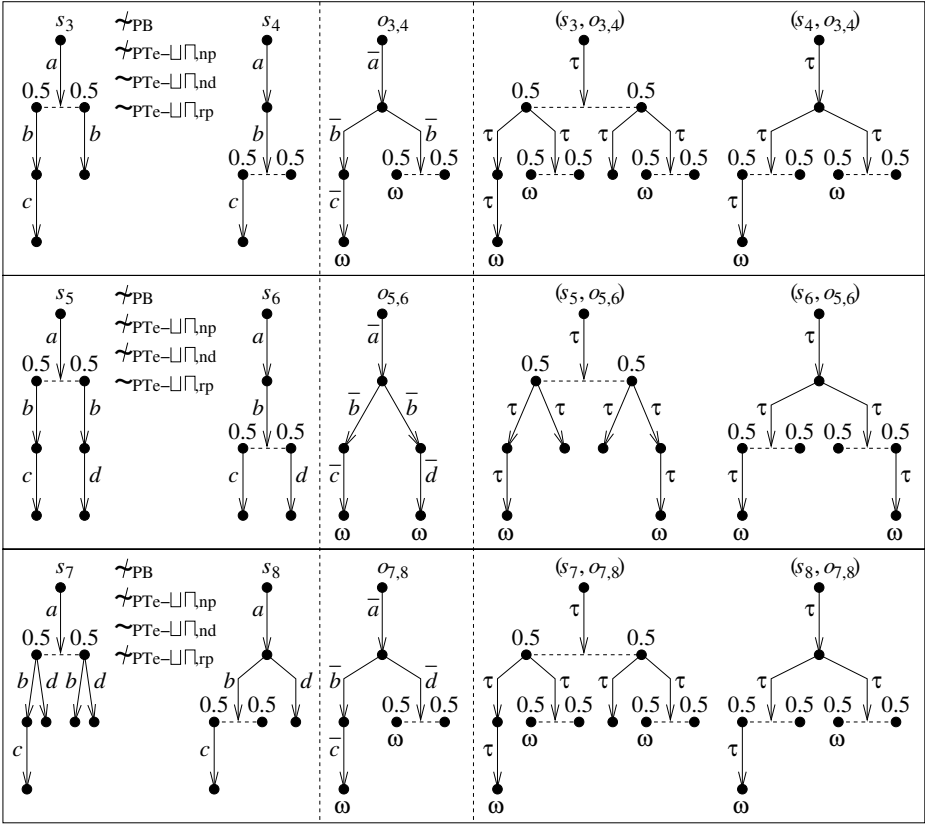 s3 ≁PB s4 o3,4 (s3, o3,4) (s4, o3,4)
≁PTe−⊔⊓,np
a a a̅ τ τ
∼PTe−⊔⊓,nd
0.5 0.5 ∼PTe−⊔⊓,rp 0.5 0.5
b b b b̅ b̅ τ τ τ τ τ τ
0.5 0.5 0.5 0.5 0.5 0.5 0.5 0.5 0.5 0.5 0.5 0.5
c c c̅ ω τ ω ω τ ω
ω ω ω
s5 ≁PB s6 o5,6 (s5, o5,6) (s6, o5,6)
≁PTe−⊔⊓,np
a a a̅ τ τ
≁PTe−⊔⊓,nd
0.5 0.5 ∼PTe−⊔⊓,rp 0.5 0.5
b b b b̅ b̅ τ τ τ τ τ τ
0.5 0.5 0.5 0.5 0.5 0.5
c d c d c̅ d̅ τ τ τ τ
ω ω ω ω ω ω
s7 ≁PB s8 o7,8 (s7, o7,8) (s8, o7,8)
≁PTe−⊔⊓,np
a a a̅ τ τ
∼PTe−⊔⊓,nd
0.5 0.5 ≁PTe−⊔⊓,rp 0.5 0.5
b d b d b d b̅ d̅ τ τ τ τ τ τ
0.5 0.5 0.5 0.5 0.5 0.5 0.5 0.5 0.5 0.5 0.5 0.5
c c c̅ ω τ ω ω τ ω
ω ω ω